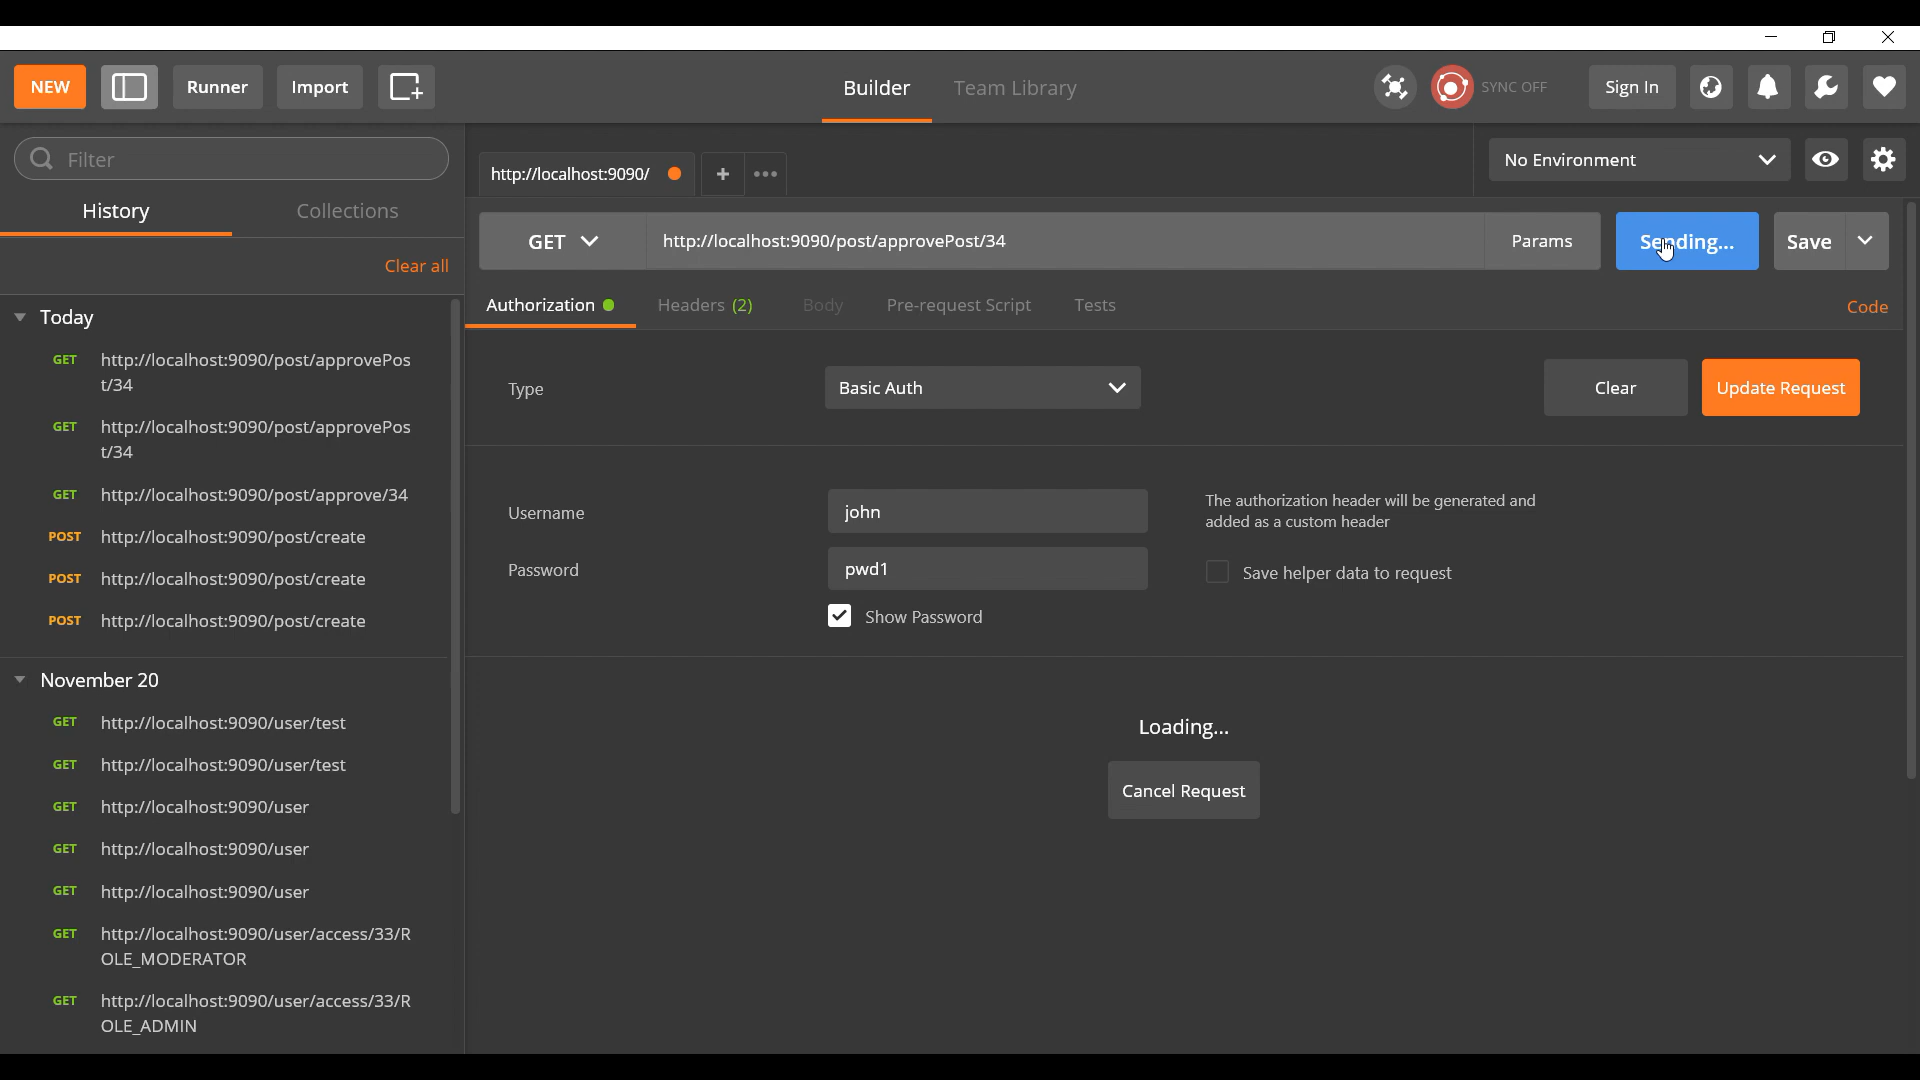 NEW
Runner
Import
Builder
Team Library
SYNC OFF
Sign In
Filter
History
Collections
Clear all
Today
GET http://localhost:9090/post/approvePos
t/34
GET http://localhost:9090/post/approvePos
t/34
GET http://localhost:9090/post/approve/34
POST http://localhost:9090/post/create
POST http://localhost:9090/post/create
POST http://localhost:9090/post/create
November 20
GET http://localhost:9090/user/test
GET http://localhost:9090/user/test
GET http://localhost:9090/user
GET http://localhost:9090/user
GET http://localhost:9090/user
GET http://localhost:9090/user/access/33/R
OLE_MODERATOR
GET http://localhost:9090/user/access/33/R
OLE_ADMIN
http://localhost:9090/
No Environment
GET http://localhost:9090/post/approvePost/34 Params Sending... Save
Authorization Headers (2) Body Pre-request Script Tests Code
Type Basic Auth Clear Update Request
Username john
Password pwd1
Show Password
The authorization header will be generated and
added as a custom header
Save helper data to request
Loading...
Cancel Request